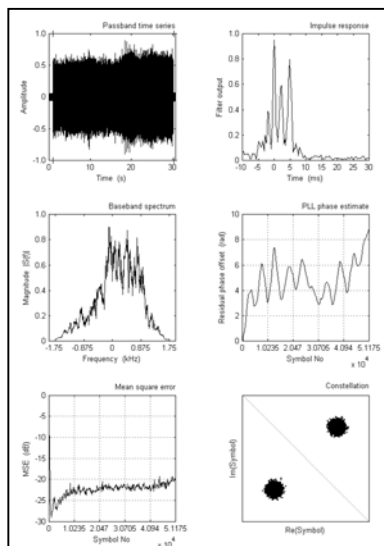 Passband time series
Amplitude
1.0
0.5
0
-0.5
-1.0
0 10 20 30
Time (s)
Impulse response
Filter output
1.0
0.8
0.6
0.4
0.2
0
-10 -5 0 5 10 15 20 25 30
Time (ms)
Baseband spectrum
Magnitude |G(f)|
1.0
0.8
0.6
0.4
0.2
0
-1.75 -0.875 0 0.875 1.75
Frequency (kHz)
PLL phase estimate
Residual phase offset (rad)
10
8
6
4
2
0
0 1.0235 2.047 3.0705 4.094 5.1175
Symbol No × 10⁴
Mean square error
MSE (dB)
0
-5
-10
-15
-20
-25
-30
0 1.0235 2.047 3.0705 4.094 5.1175
Symbol No × 10⁴
Constellation
Im(Symbol)
Re(Symbol)